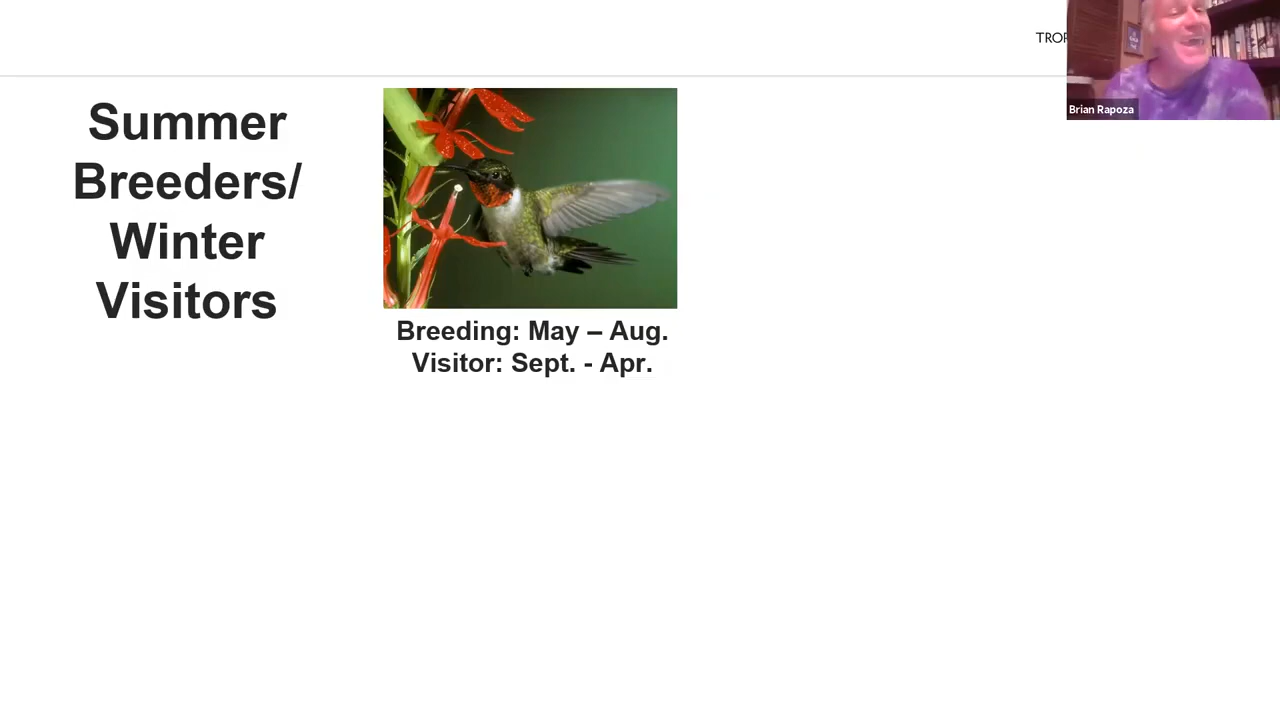 Summer
Breeders/
Winter
Visitors
Breeding: May – Aug.
Visitor: Sept. - Apr.
Brian Rapoza